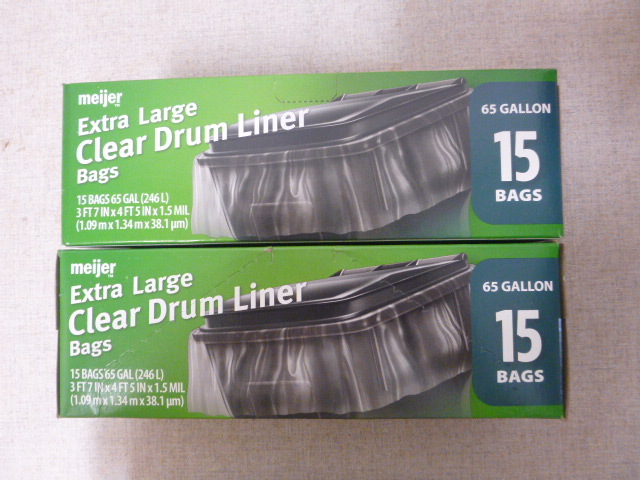 meijer
Extra Large
Clear Drum Liner
Bags
15 BAGS 65 GAL (246 L)
3 FT 7 IN x 4 FT 5 IN x 1.5 MIL
(1.09 m x 1.34 m x 38.1 µm)
65 GALLON
15
BAGS
meijer
Extra Large
Clear Drum Liner
Bags
15 BAGS 65 GAL (246 L)
3 FT 7 IN x 4 FT 5 IN x 1.5 MIL
(1.09 m x 1.34 m x 38.1 µm)
65 GALLON
15
BAGS